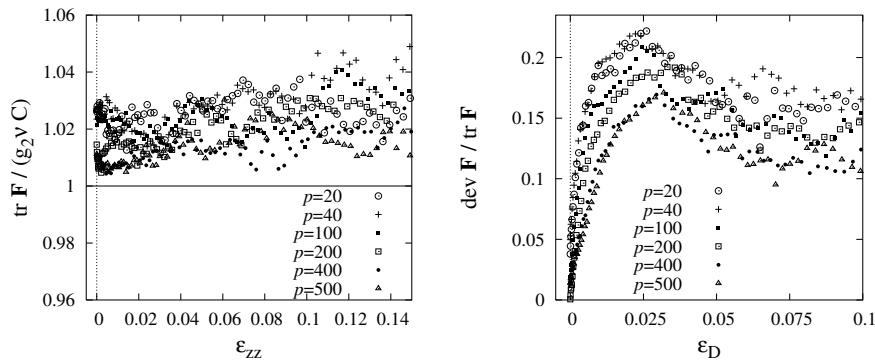 1.06
1.04
1.02
1
0.98
0.96
tr F / (g₂ν C)
p=20
p=40
p=100
p=200
p=400
p=500
0 0.02 0.04 0.06 0.08 0.1 0.12 0.14
ε_zz
0.2
0.15
0.1
0.05
0
dev F / tr F
p=20
p=40
p=100
p=200
p=400
p=500
0 0.025 0.05 0.075 0.1
ε_D